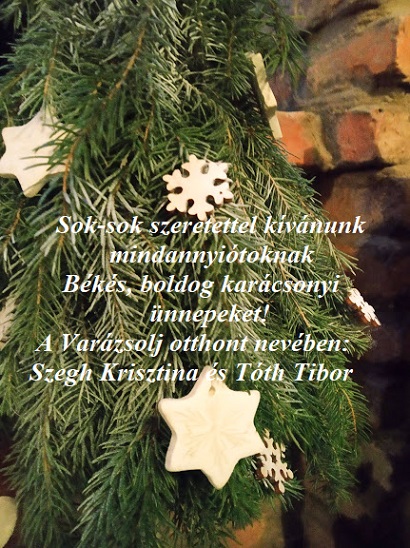 Sok-sok szeretettel kívánunk
mindannyiótoknak
Békés, boldog karácsonyi
ünnepeket!
A Varázsolj otthont nevében:
Szegh Krisztina és Tóth Tibor